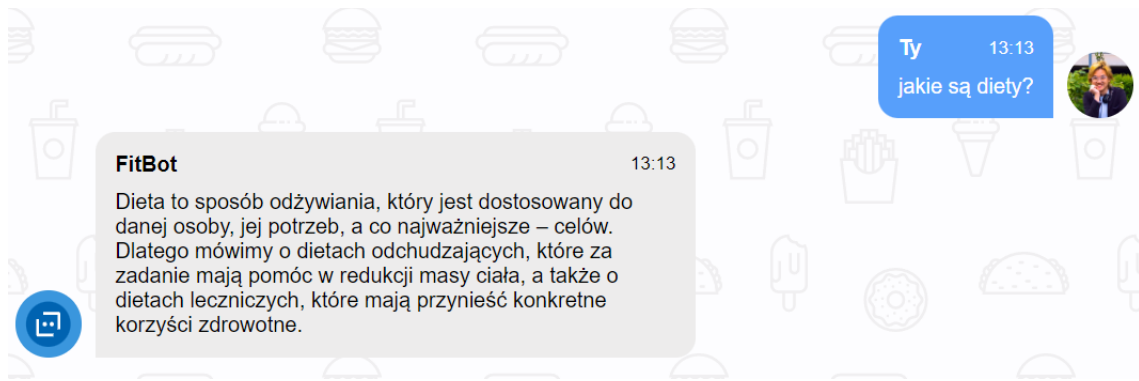 Ty 13:13
jakie są diety?
FitBot 13:13
Dieta to sposób odżywiania, który jest dostosowany do
danej osoby, jej potrzeb, a co najważniejsze – celów.
Dlatego mówimy o dietach odchudzających, które za
zadanie mają pomóc w redukcji masy ciała, a także o
dietach leczniczych, które mają przynieść konkretne
korzyści zdrowotne.